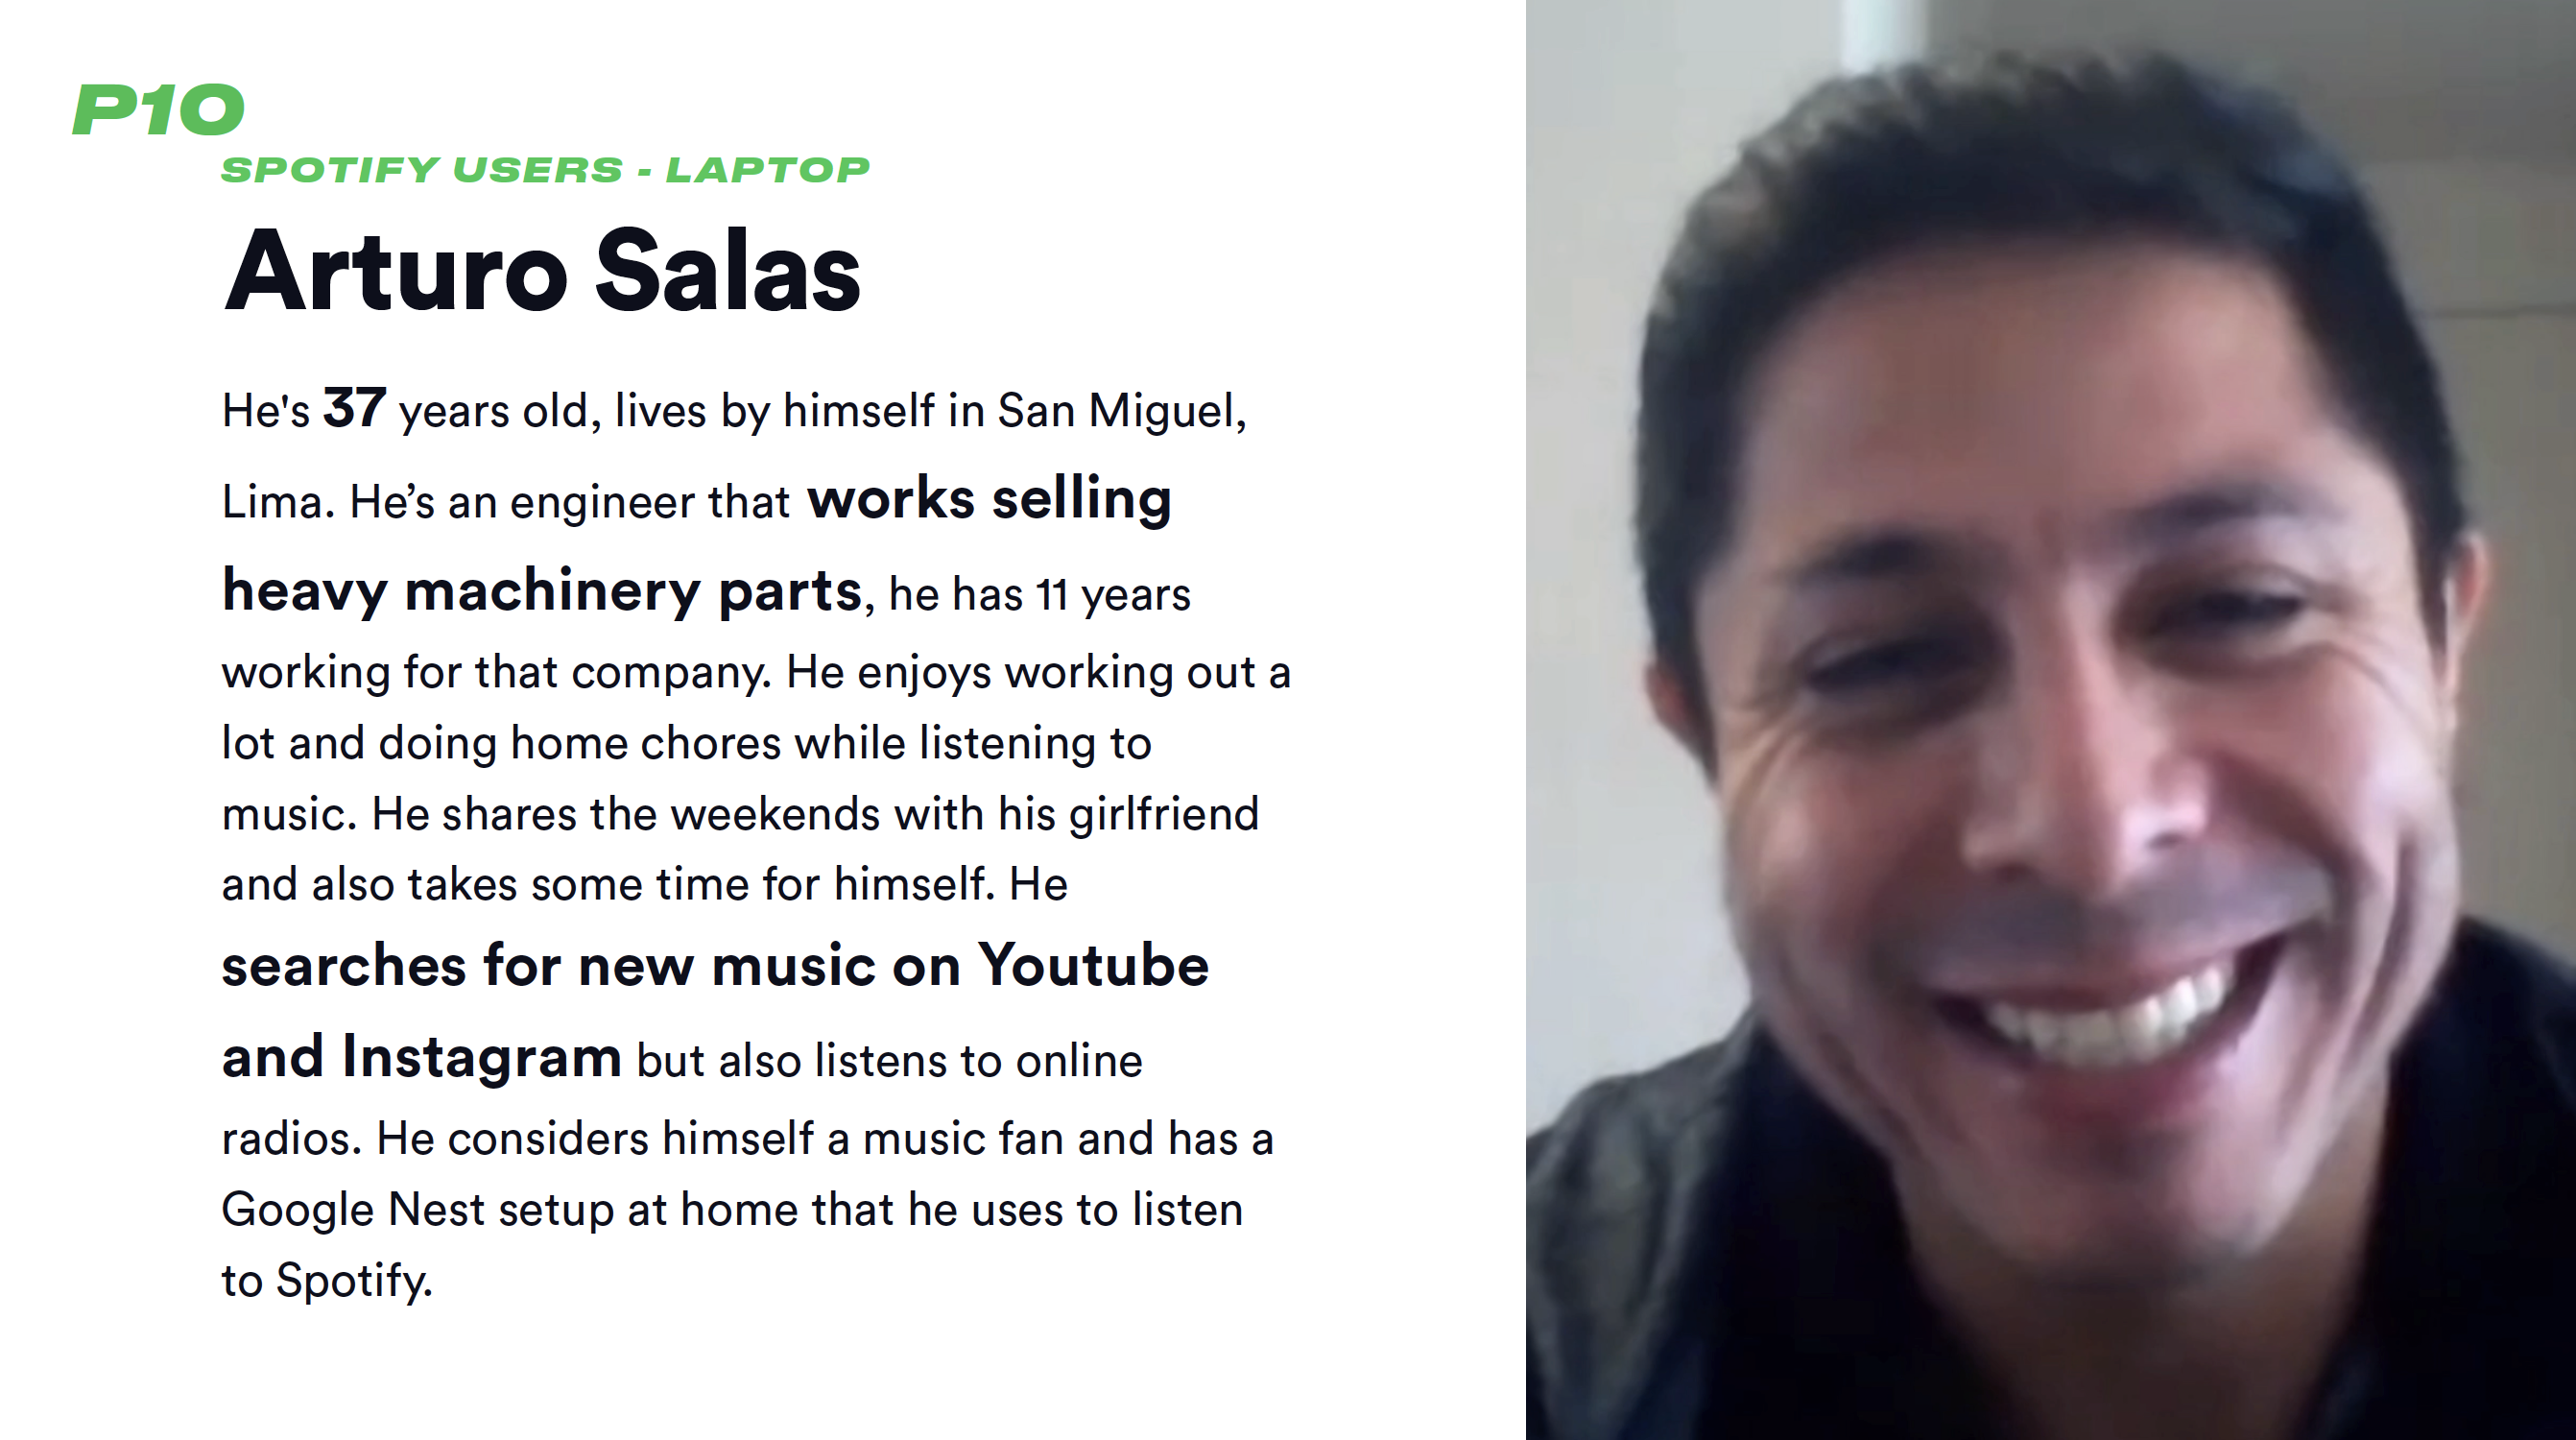 P10
SPOTIFY USERS - LAPTOP
Arturo Salas
He's 37 years old, lives by himself in San Miguel,
Lima. He’s an engineer that works selling
heavy machinery parts, he has 11 years
working for that company. He enjoys working out a
lot and doing home chores while listening to
music. He shares the weekends with his girlfriend
and also takes some time for himself. He
searches for new music on Youtube
and Instagram but also listens to online
radios. He considers himself a music fan and has a
Google Nest setup at home that he uses to listen
to Spotify.